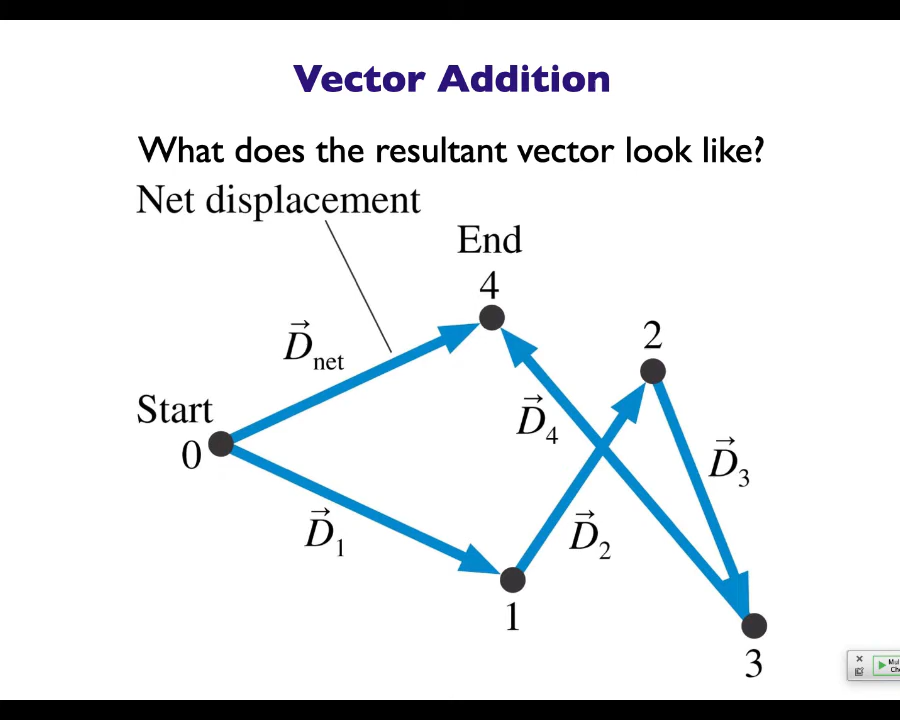 Vector Addition
What does the resultant vector look like?
Net displacement
End
4
2
D⃗net
Start
0
D⃗4
D⃗3
D⃗1
D⃗2
1
3